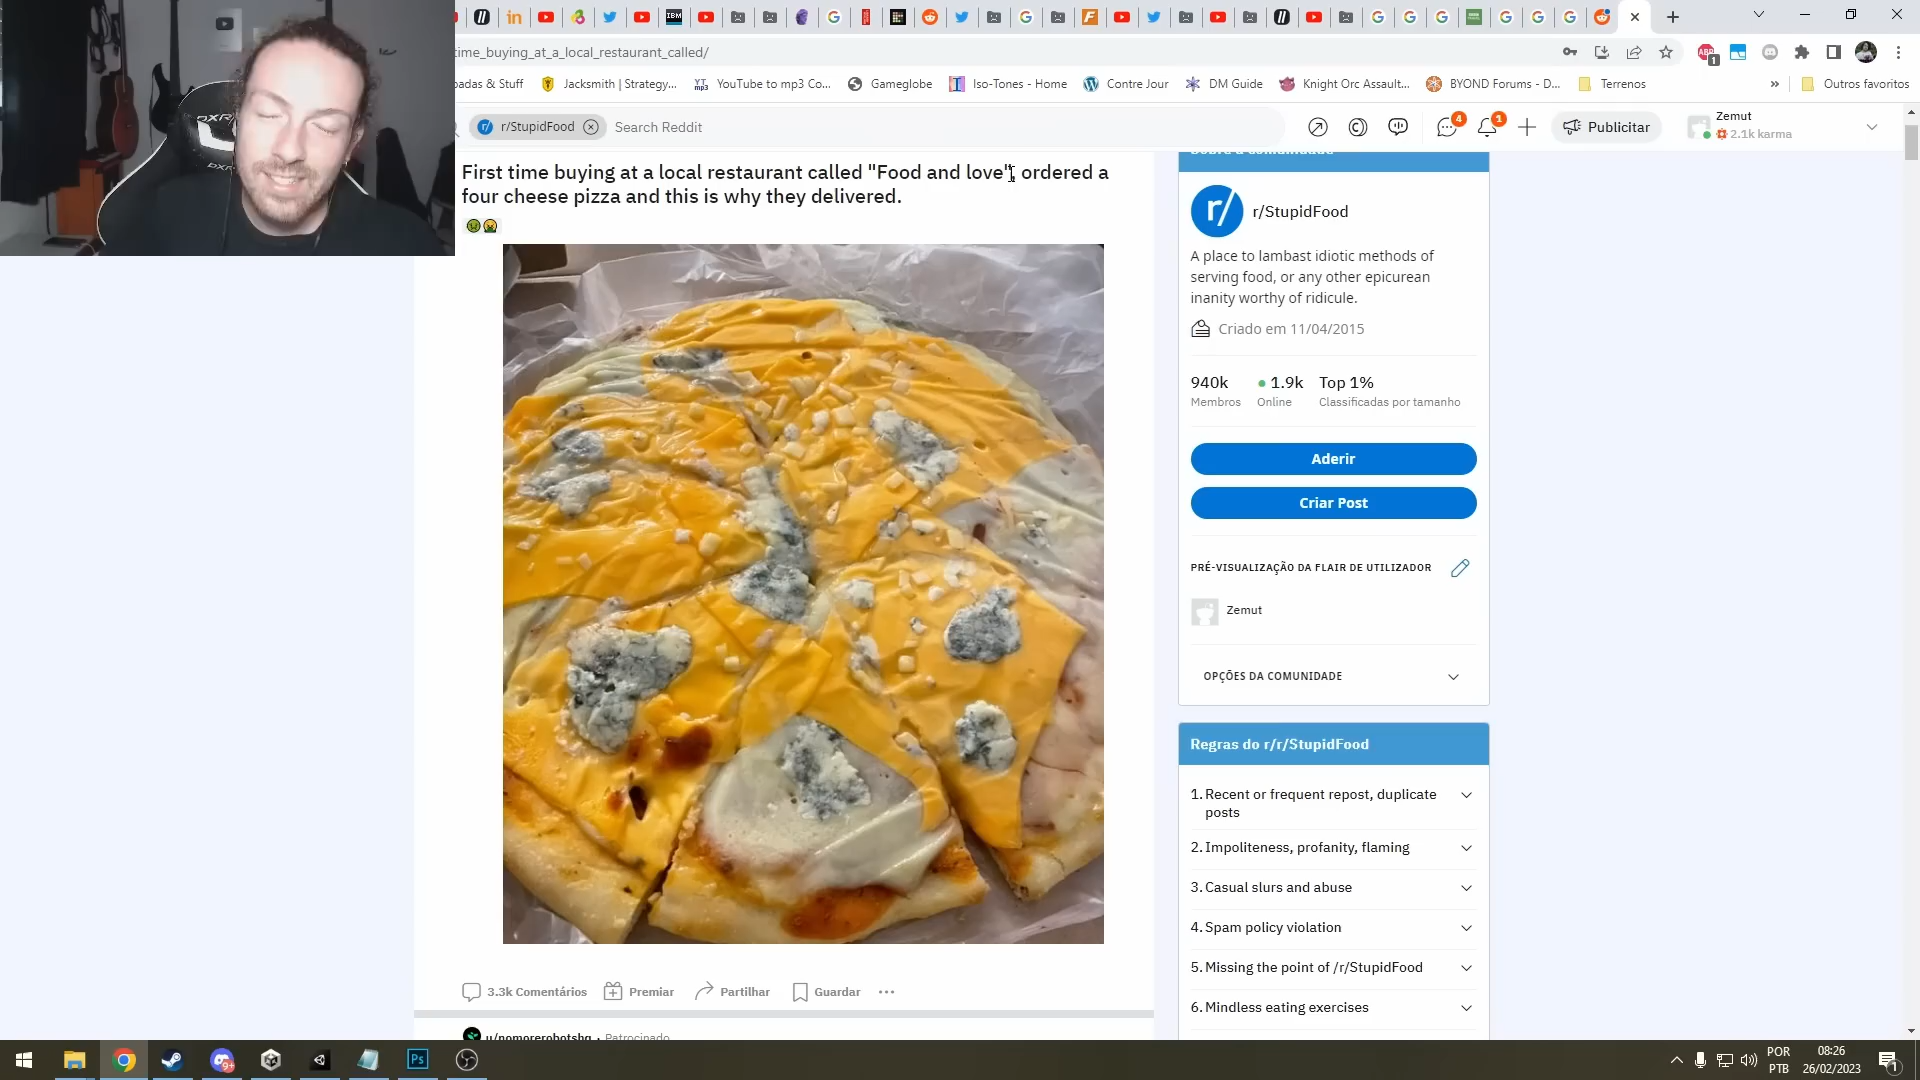 time_buying_at_a_local_restaurant_called/
padas & Stuff
Jacksmith | Strategy...
YouTube to mp3 Co...
Gameglobe
Iso-Tones - Home
Contre Jour
DM Guide
Knight Orc Assault...
BYOND Forums - D...
Terrenos
»
Outros favoritos
r/StupidFood
Search Reddit
4
1
Publicitar
Zemut
2.1k karma
First time buying at a local restaurant called "Food and love", ordered a
four cheese pizza and this is why they delivered.
r/StupidFood
A place to lambast idiotic methods of
serving food, or any other epicurean
inanity worthy of ridicule.
Criado em 11/04/2015
940k
1.9k
Top 1%
Membros
Online
Classificadas por tamanho
Aderir
Criar Post
PRÉ-VISUALIZAÇÃO DA FLAIR DE UTILIZADOR
Zemut
OPÇÕES DA COMUNIDADE
Regras do r/r/StupidFood
1. Recent or frequent repost, duplicate
posts
2. Impoliteness, profanity, flaming
3. Casual slurs and abuse
4. Spam policy violation
5. Missing the point of /r/StupidFood
6. Mindless eating exercises
3.3k Comentários
Premiar
Partilhar
Guardar
u/nomorerobotshq • Patrocinado
POR
PTB
08:26
26/02/2023